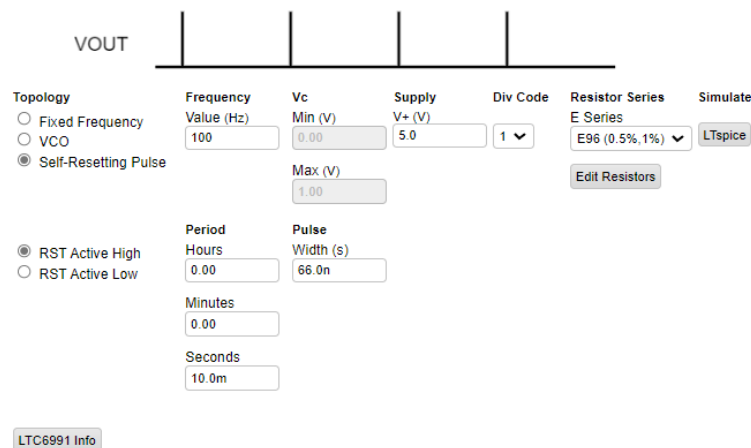 VOUT
Topology
Fixed Frequency
VCO
Self-Resetting Pulse
Frequency
Value (Hz)
100
Vc
Min (V)
0.00
Max (V)
1.00
Supply
V+ (V)
5.0
Div Code
1
Resistor Series
E Series
E96 (0.5%,1%)
Edit Resistors
Simulate
LTspice
RST Active High
RST Active Low
Period
Hours
0.00
Minutes
0.00
Seconds
10.0m
Pulse
Width (s)
66.0n
LTC6991 Info